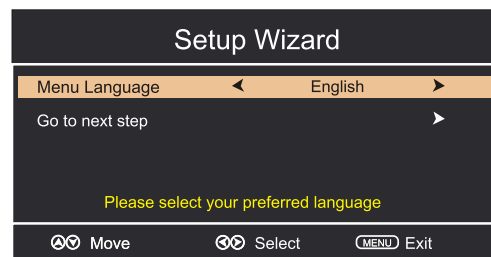 Setup Wizard
Menu Language English
Go to next step
Please select your preferred language
Move Select MENU Exit